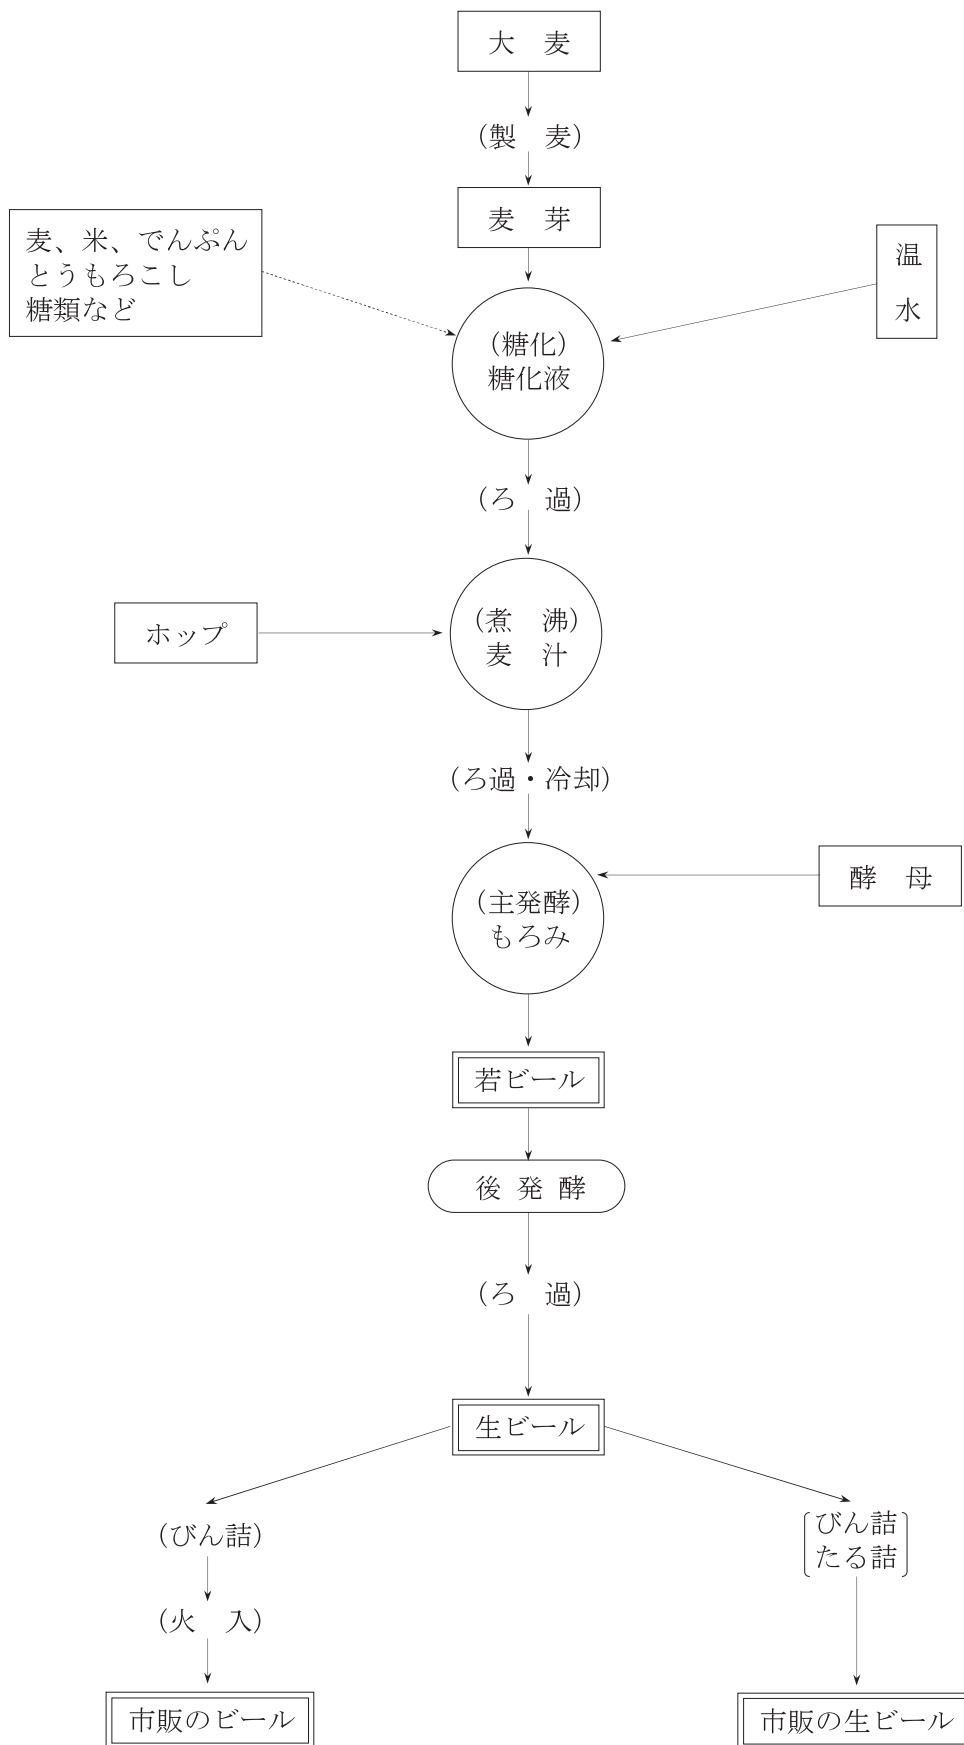 大　麦
（製　麦）
麦　芽
麦、米、でんぷん
とうもろこし
糖類など
温
水
（糖化）
糖化液
（ろ　過）
ホップ
（煮　沸）
麦　汁
（ろ過・冷却）
酵　母
（主発酵）
もろみ
若ビール
後 発 酵
（ろ　過）
生ビール
（びん詰）
（火　入）
市販のビール
びん詰
たる詰
市販の生ビール